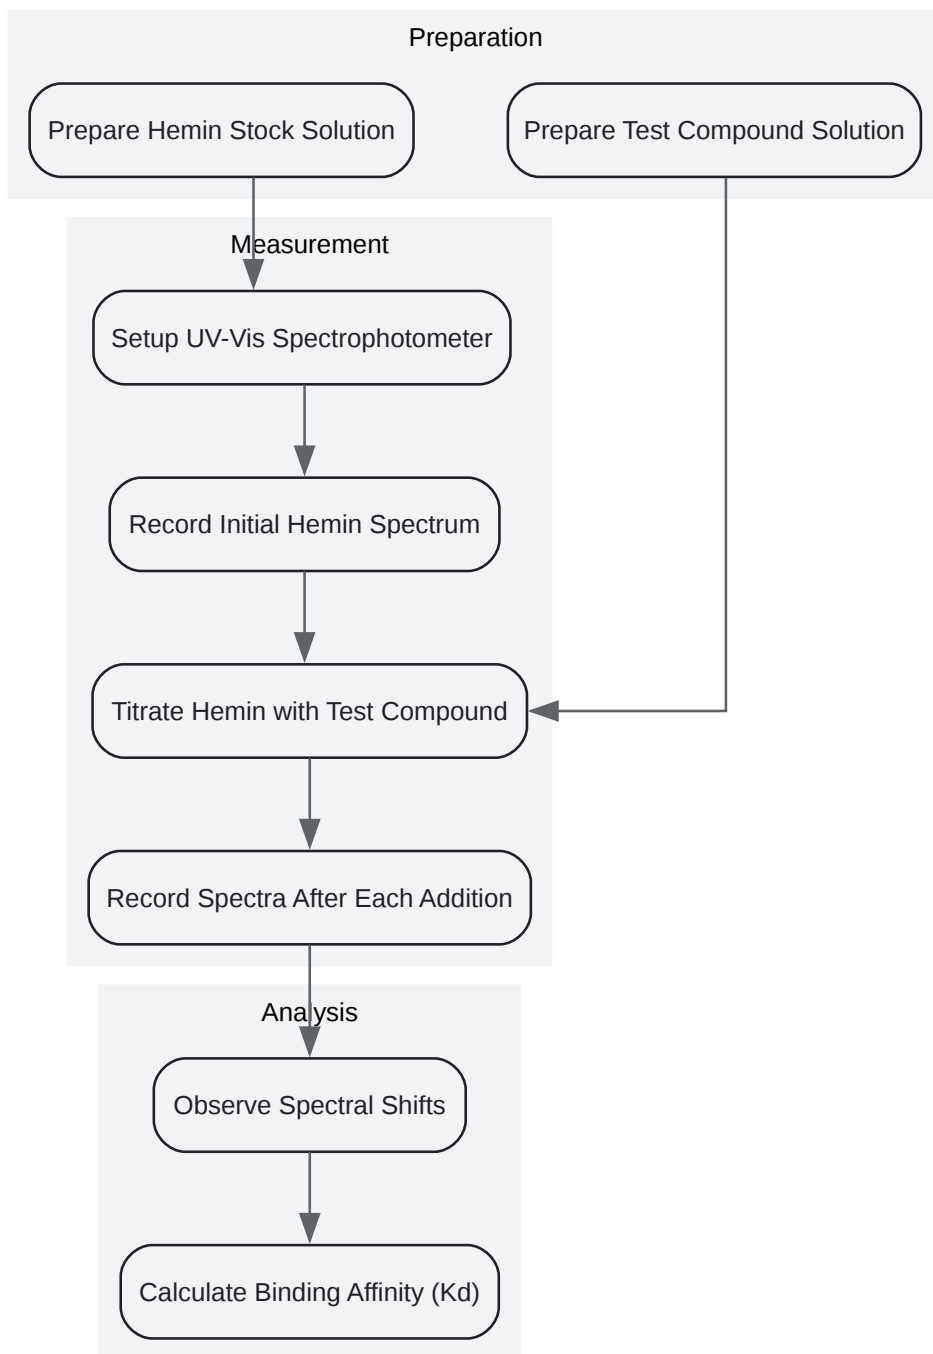 Preparation
Prepare Hemin Stock Solution
Prepare Test Compound Solution
Measurement
Setup UV-Vis Spectrophotometer
Record Initial Hemin Spectrum
Titrate Hemin with Test Compound
Record Spectra After Each Addition
Analysis
Observe Spectral Shifts
Calculate Binding Affinity (Kd)